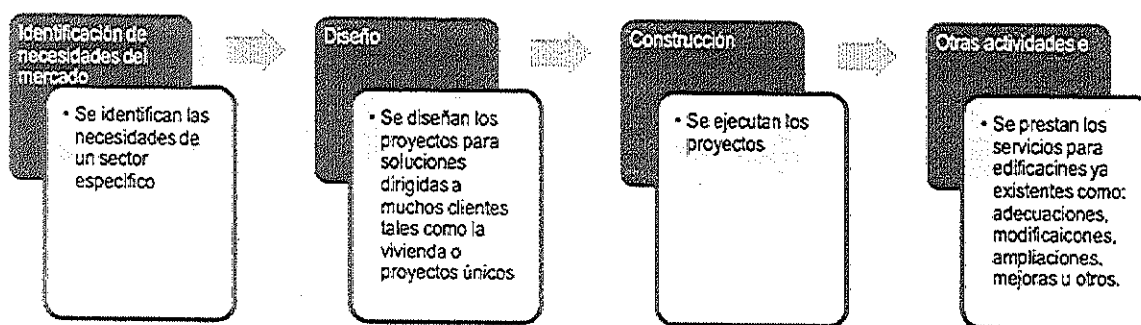 Identificación de
necesidades del
mercado
• Se identifican las
necesidades de
un sector
específico
Diseño
• Se diseñan los
proyectos para
soluciones
dirigidas a
muchos clientes
tales como la
vivienda o
proyectos únicos
Construcción
• Se ejecutan los
proyectos
Otras actividades e
• Se prestan los
servicios para
edificacines ya
existentes como:
adecuaciones,
modificaicones,
ampliaciones,
mejoras u otros.